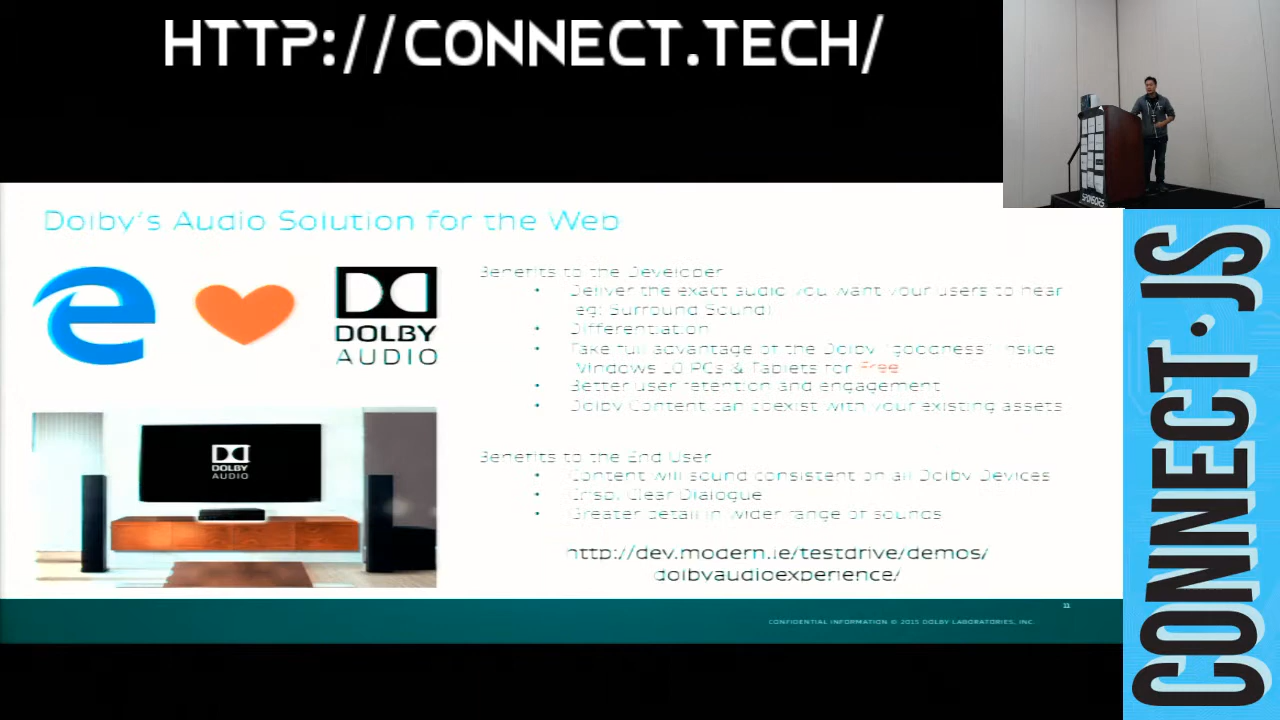 HTTP://CONNECT.TECH/
Dolby's Audio Solution for the Web
DOLBY
AUDIO
DOLBY
AUDIO
Benefits to the Developer
• Deliver the exact audio you want your users to hear
eg: Surround Sound!
• Differentiation
• Take full advantage of the Dolby "goodness" inside
Windows 10 PCs & Tablets for Free
• Better user retention and engagement
• Dolby Content can coexist with your existing assets
Benefits to the End User
• Content will sound consistent on all Dolby Devices
• Crisp, Clear Dialogue
• Greater detail in wider range of sounds
http://dev.modern.ie/testdrive/demos/
dolbyaudioexperience/
11
CONFIDENTIAL INFORMATION © 2015 DOLBY LABORATORIES, INC.
SPONSORS
CONNECT.JS